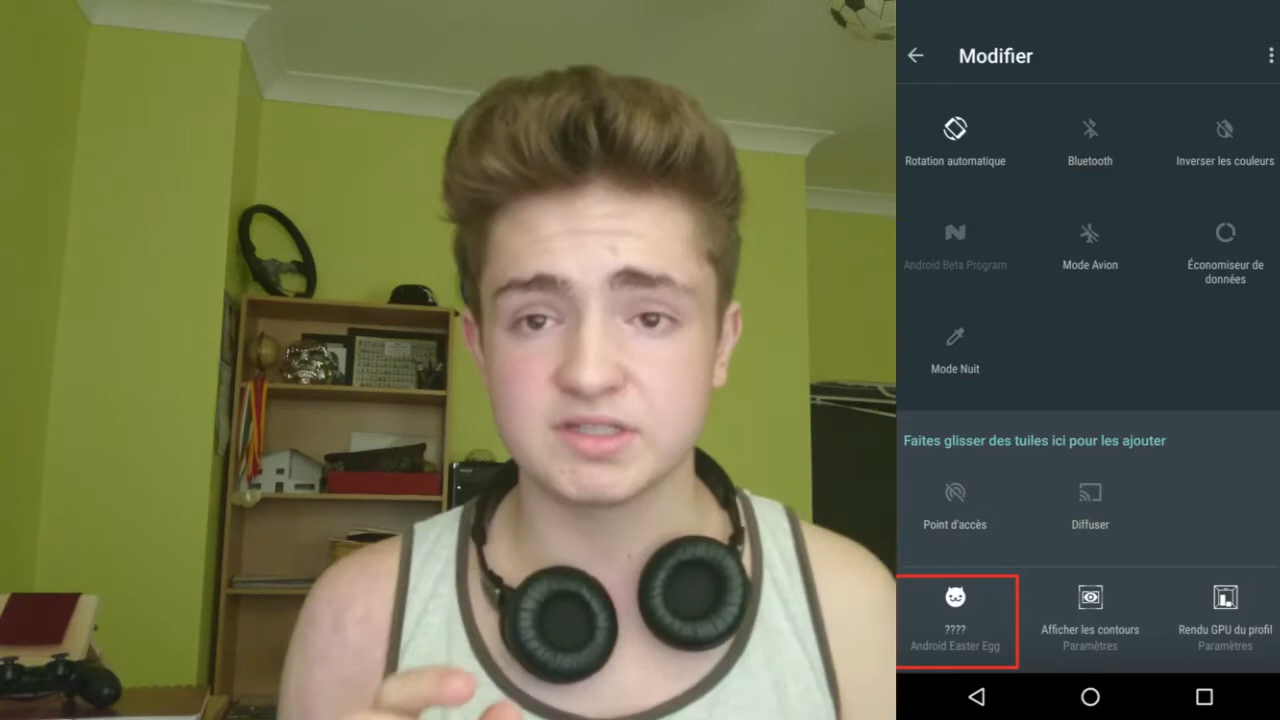 Modifier
Rotation automatique
Bluetooth
Inverser les couleurs
Android Beta Program
Mode Avion
Économiseur de
données
Mode Nuit
Faites glisser des tuiles ici pour les ajouter
Point d'accès
Diffuser
????
Android Easter Egg
Afficher les contours
Paramètres
Rendu GPU du profil
Paramètres